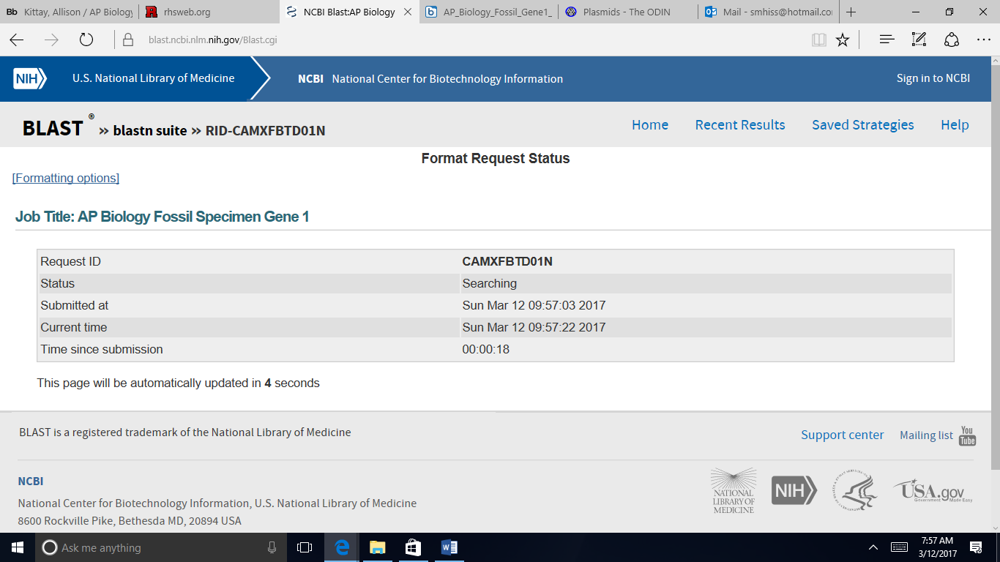 Bb Kittay, Allison / AP Biology
rhsweb.org
NCBI Blast:AP Biology
AP_Biology_Fossil_Gene1_
Plasmids - The ODIN
Mail - smhiss@hotmail.co
blast.ncbi.nlm.nih.gov/Blast.cgi
NIH U.S. National Library of Medicine NCBI National Center for Biotechnology Information Sign in to NCBI
BLAST ® » blastn suite » RID-CAMXFBTD01N Home Recent Results Saved Strategies Help
Format Request Status
[Formatting options]
Job Title: AP Biology Fossil Specimen Gene 1
Request ID CAMXFBTD01N
Status Searching
Submitted at Sun Mar 12 09:57:03 2017
Current time Sun Mar 12 09:57:22 2017
Time since submission 00:00:18
This page will be automatically updated in 4 seconds
BLAST is a registered trademark of the National Library of Medicine
Support center Mailing list You Tube
NCBI
National Center for Biotechnology Information, U.S. National Library of Medicine
8600 Rockville Pike, Bethesda MD, 20894 USA
NATIONAL
LIBRARY OF
MEDICINE
NIH
USA.gov
Government Made Easy
Ask me anything
7:57 AM
3/12/2017